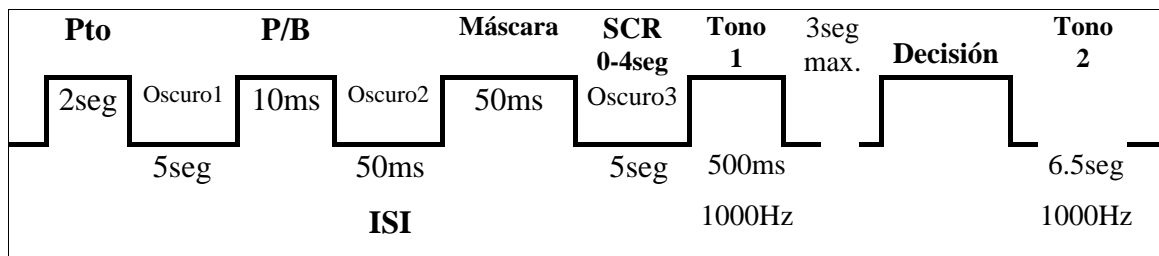 Pto P/B Máscara SCR Tono 3seg Decisión Tono
0-4seg 1 max. 2
2seg Oscuro1 10ms Oscuro2 50ms Oscuro3
5seg 50ms 5seg 500ms 6.5seg
ISI 1000Hz 1000Hz